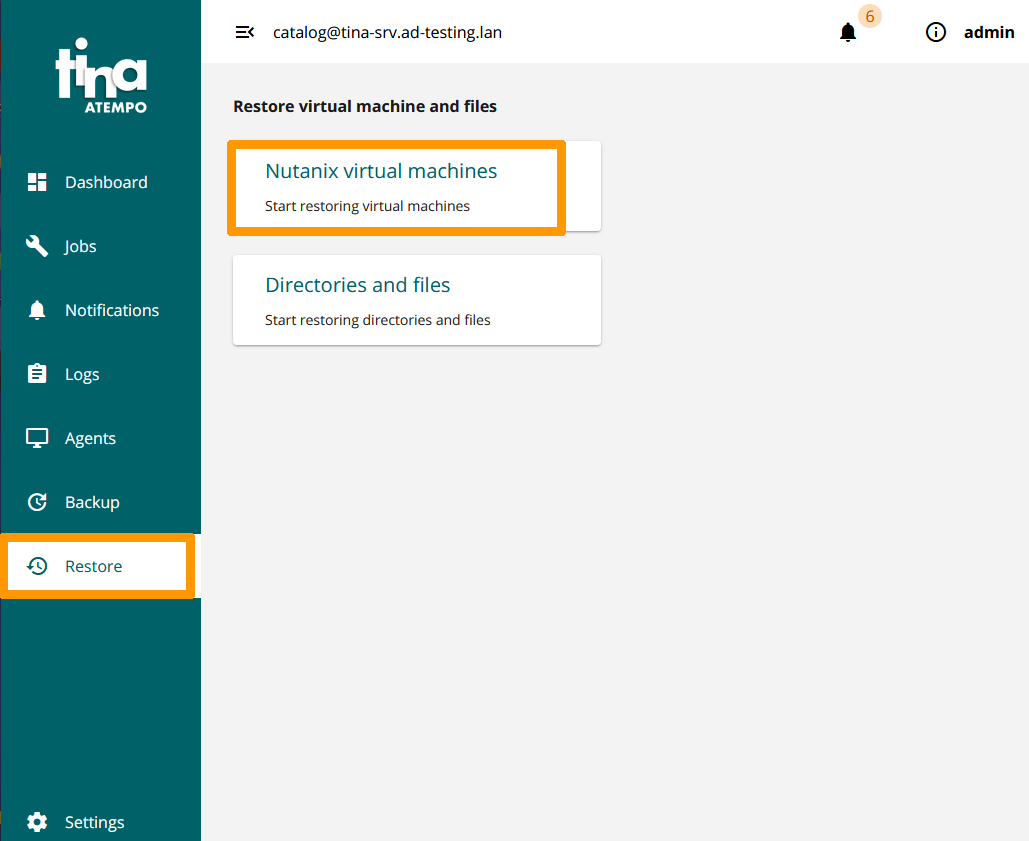 tina
ATEMPO
Dashboard
Jobs
Notifications
Logs
Agents
Backup
Restore
Settings
catalog@tina-srv.ad-testing.lan
6
admin
Restore virtual machine and files
Nutanix virtual machines
Start restoring virtual machines
Directories and files
Start restoring directories and files